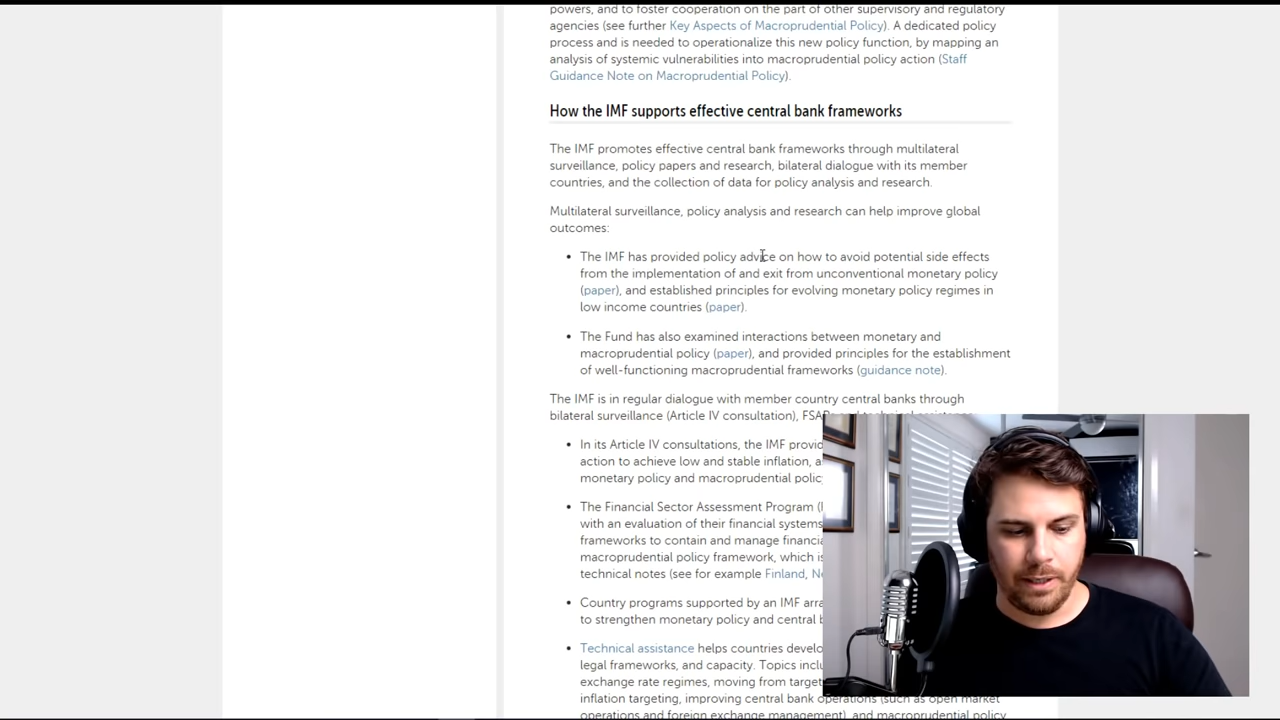 powers, and to foster cooperation on the part of other supervisory and regulatory
agencies (see further Key Aspects of Macroprudential Policy). A dedicated policy
process and is needed to operationalize this new policy function, by mapping an
analysis of systemic vulnerabilities into macroprudential policy action (Staff
Guidance Note on Macroprudential Policy).
How the IMF supports effective central bank frameworks
The IMF promotes effective central bank frameworks through multilateral
surveillance, policy papers and research, bilateral dialogue with its member
countries, and the collection of data for policy analysis and research.
Multilateral surveillance, policy analysis and research can help improve global
outcomes:
• The IMF has provided policy advice on how to avoid potential side effects
from the implementation of and exit from unconventional monetary policy
(paper), and established principles for evolving monetary policy regimes in
low income countries (paper).
• The Fund has also examined interactions between monetary and
macroprudential policy (paper), and provided principles for the establishment
of well-functioning macroprudential frameworks (guidance note).
The IMF is in regular dialogue with member country central banks through
bilateral surveillance (Article IV consultation), FSAPs and technical assistance.
• In its Article IV consultations, the IMF provid
action to achieve low and stable inflation, a
monetary policy and macroprudential polic
• The Financial Sector Assessment Program (
with an evaluation of their financial systems
frameworks to contain and manage financia
macroprudential policy framework, which is
technical notes (see for example Finland, N
• Country programs supported by an IMF arra
to strengthen monetary policy and central b
• Technical assistance helps countries develo
legal frameworks, and capacity. Topics inclu
exchange rate regimes, moving from target
inflation targeting, improving central bank operations (such as open market
operations and foreign exchange management), and macroprudential policy